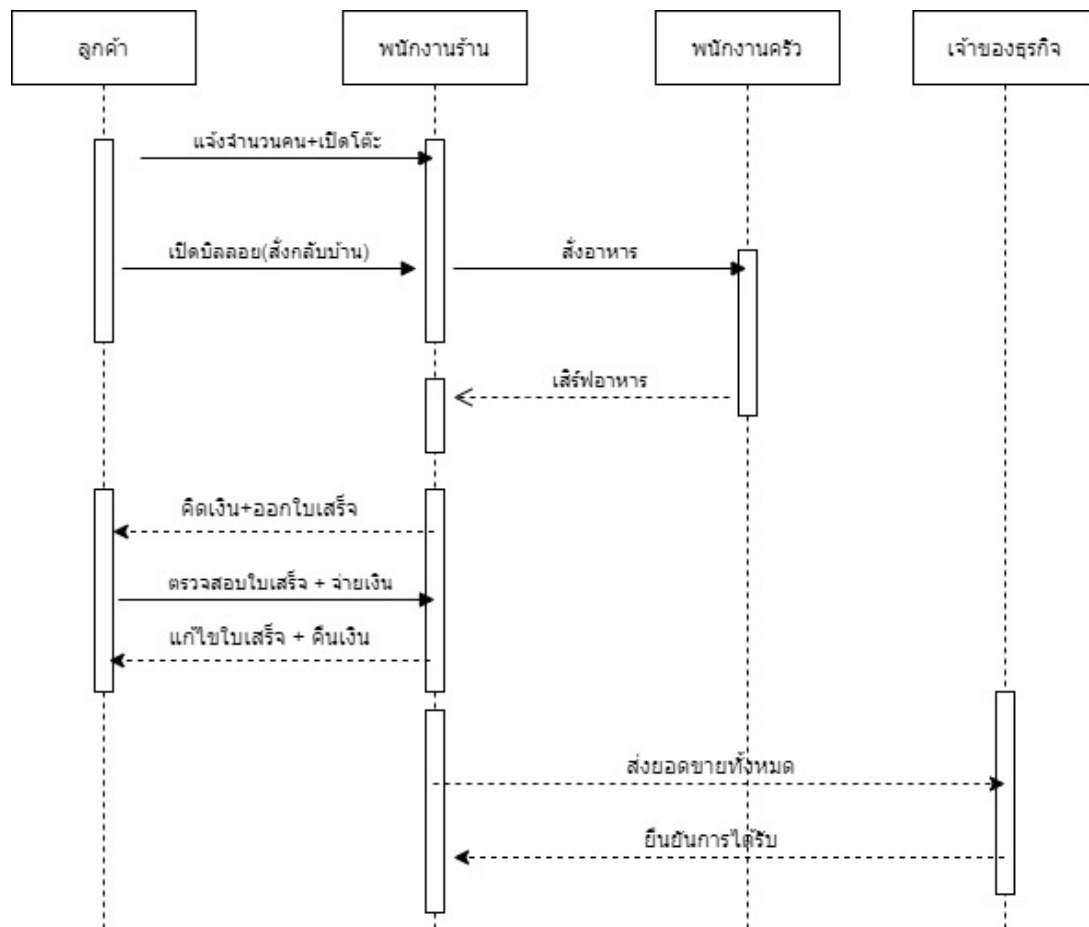 ลูกค้า
พนักงานร้าน
พนักงานครัว
เจ้าของธุรกิจ
แจ้งจำนวนคน+เปิดโต๊ะ
เปิดบิลลอย(สั่งกลับบ้าน)
สั่งอาหาร
เสิร์ฟอาหาร
คิดเงิน+ออกใบเสร็จ
ตรวจสอบใบเสร็จ + จ่ายเงิน
แก้ไขใบเสร็จ + คืนเงิน
ส่งยอดขายทั้งหมด
ยืนยันการได้รับ